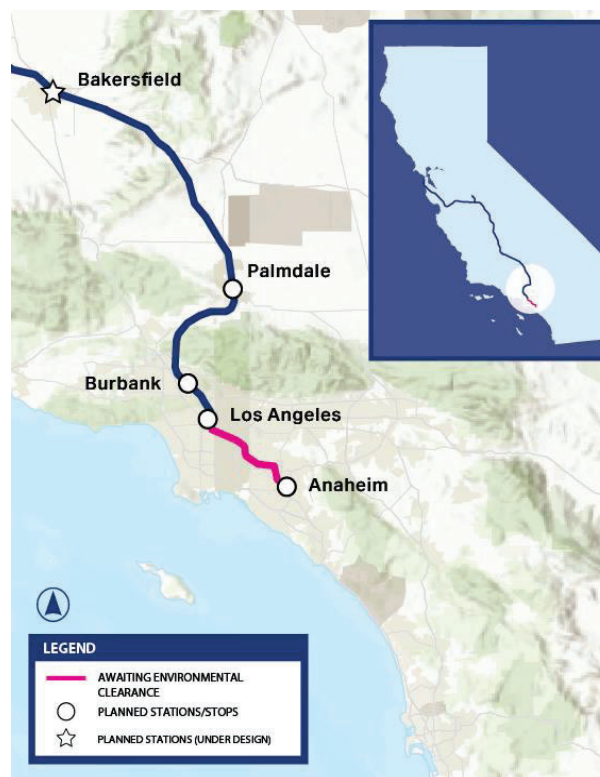 Bakersfield
Palmdale
Burbank
Los Angeles
Anaheim
LEGEND
AWAITING ENVIRONMENTAL
CLEARANCE
PLANNED STATIONS/STOPS
PLANNED STATIONS (UNDER DESIGN)